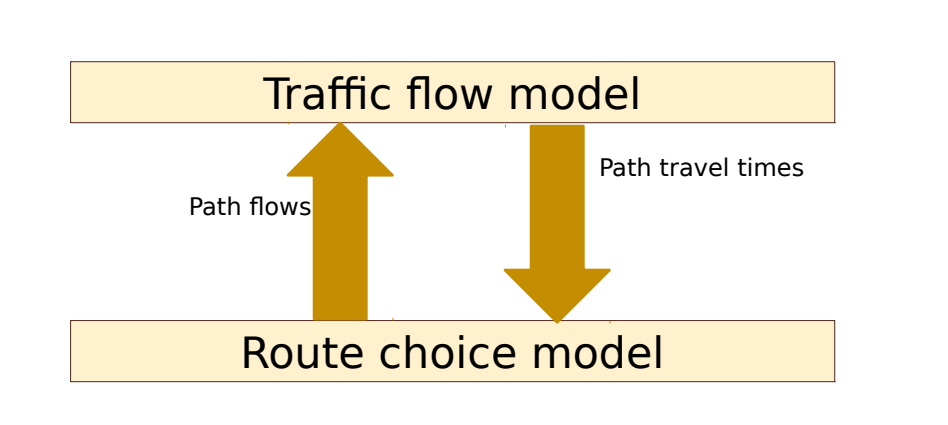 Traffic flow model
Path travel times
Path flows
Route choice model